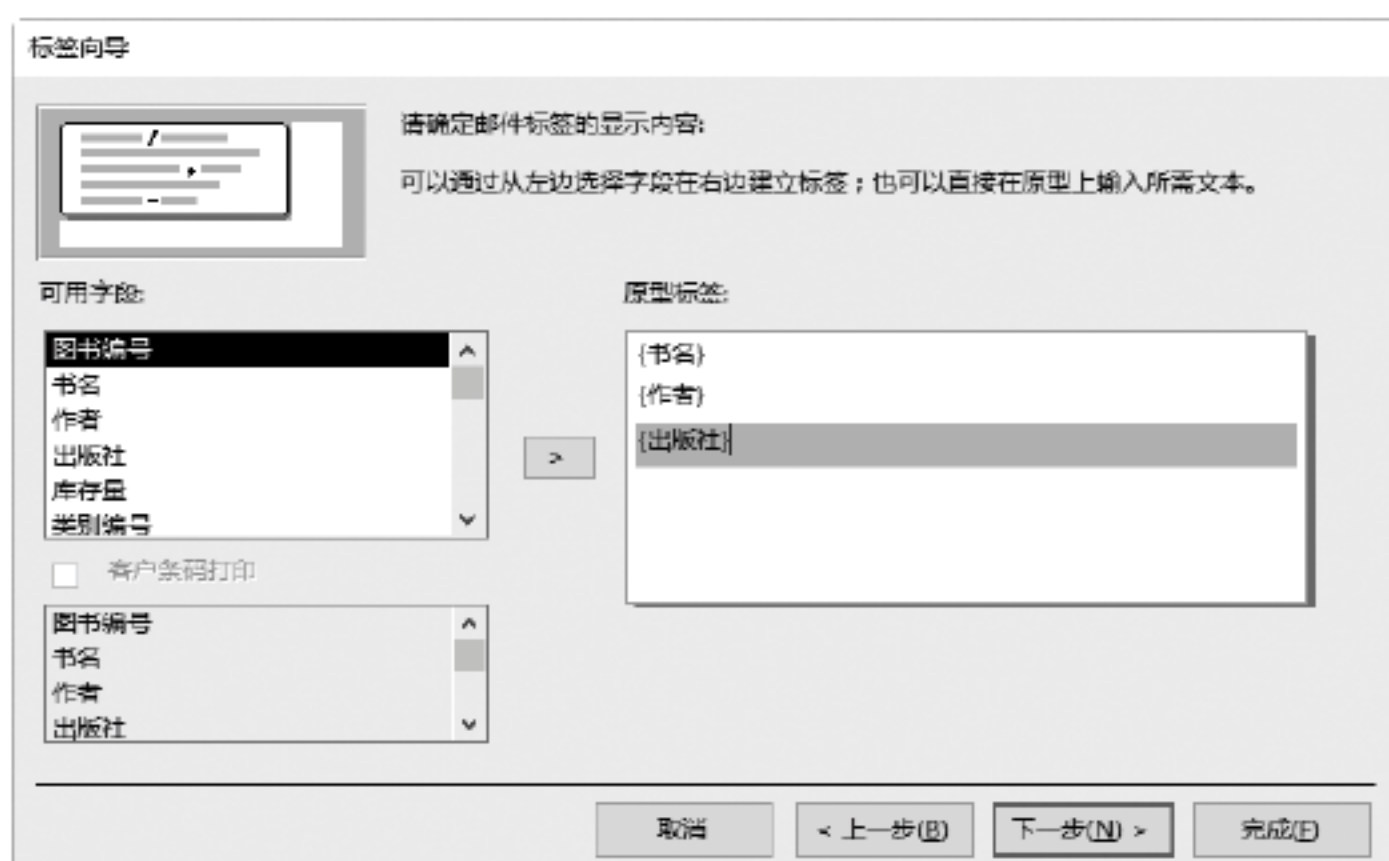 标签向导
请确定邮件标签的显示内容:
可以通过从左边选择字段在右边建立标签；也可以直接在原型上输入所需文本。
可用字段:
原型标签:
图书编号
书名
作者
出版社
库存量
类别编号
>
{书名}
{作者}
{出版社}
客户条码打印
图书编号
书名
作者
出版社
取消
< 上一步(B)
下一步(N) >
完成(F)